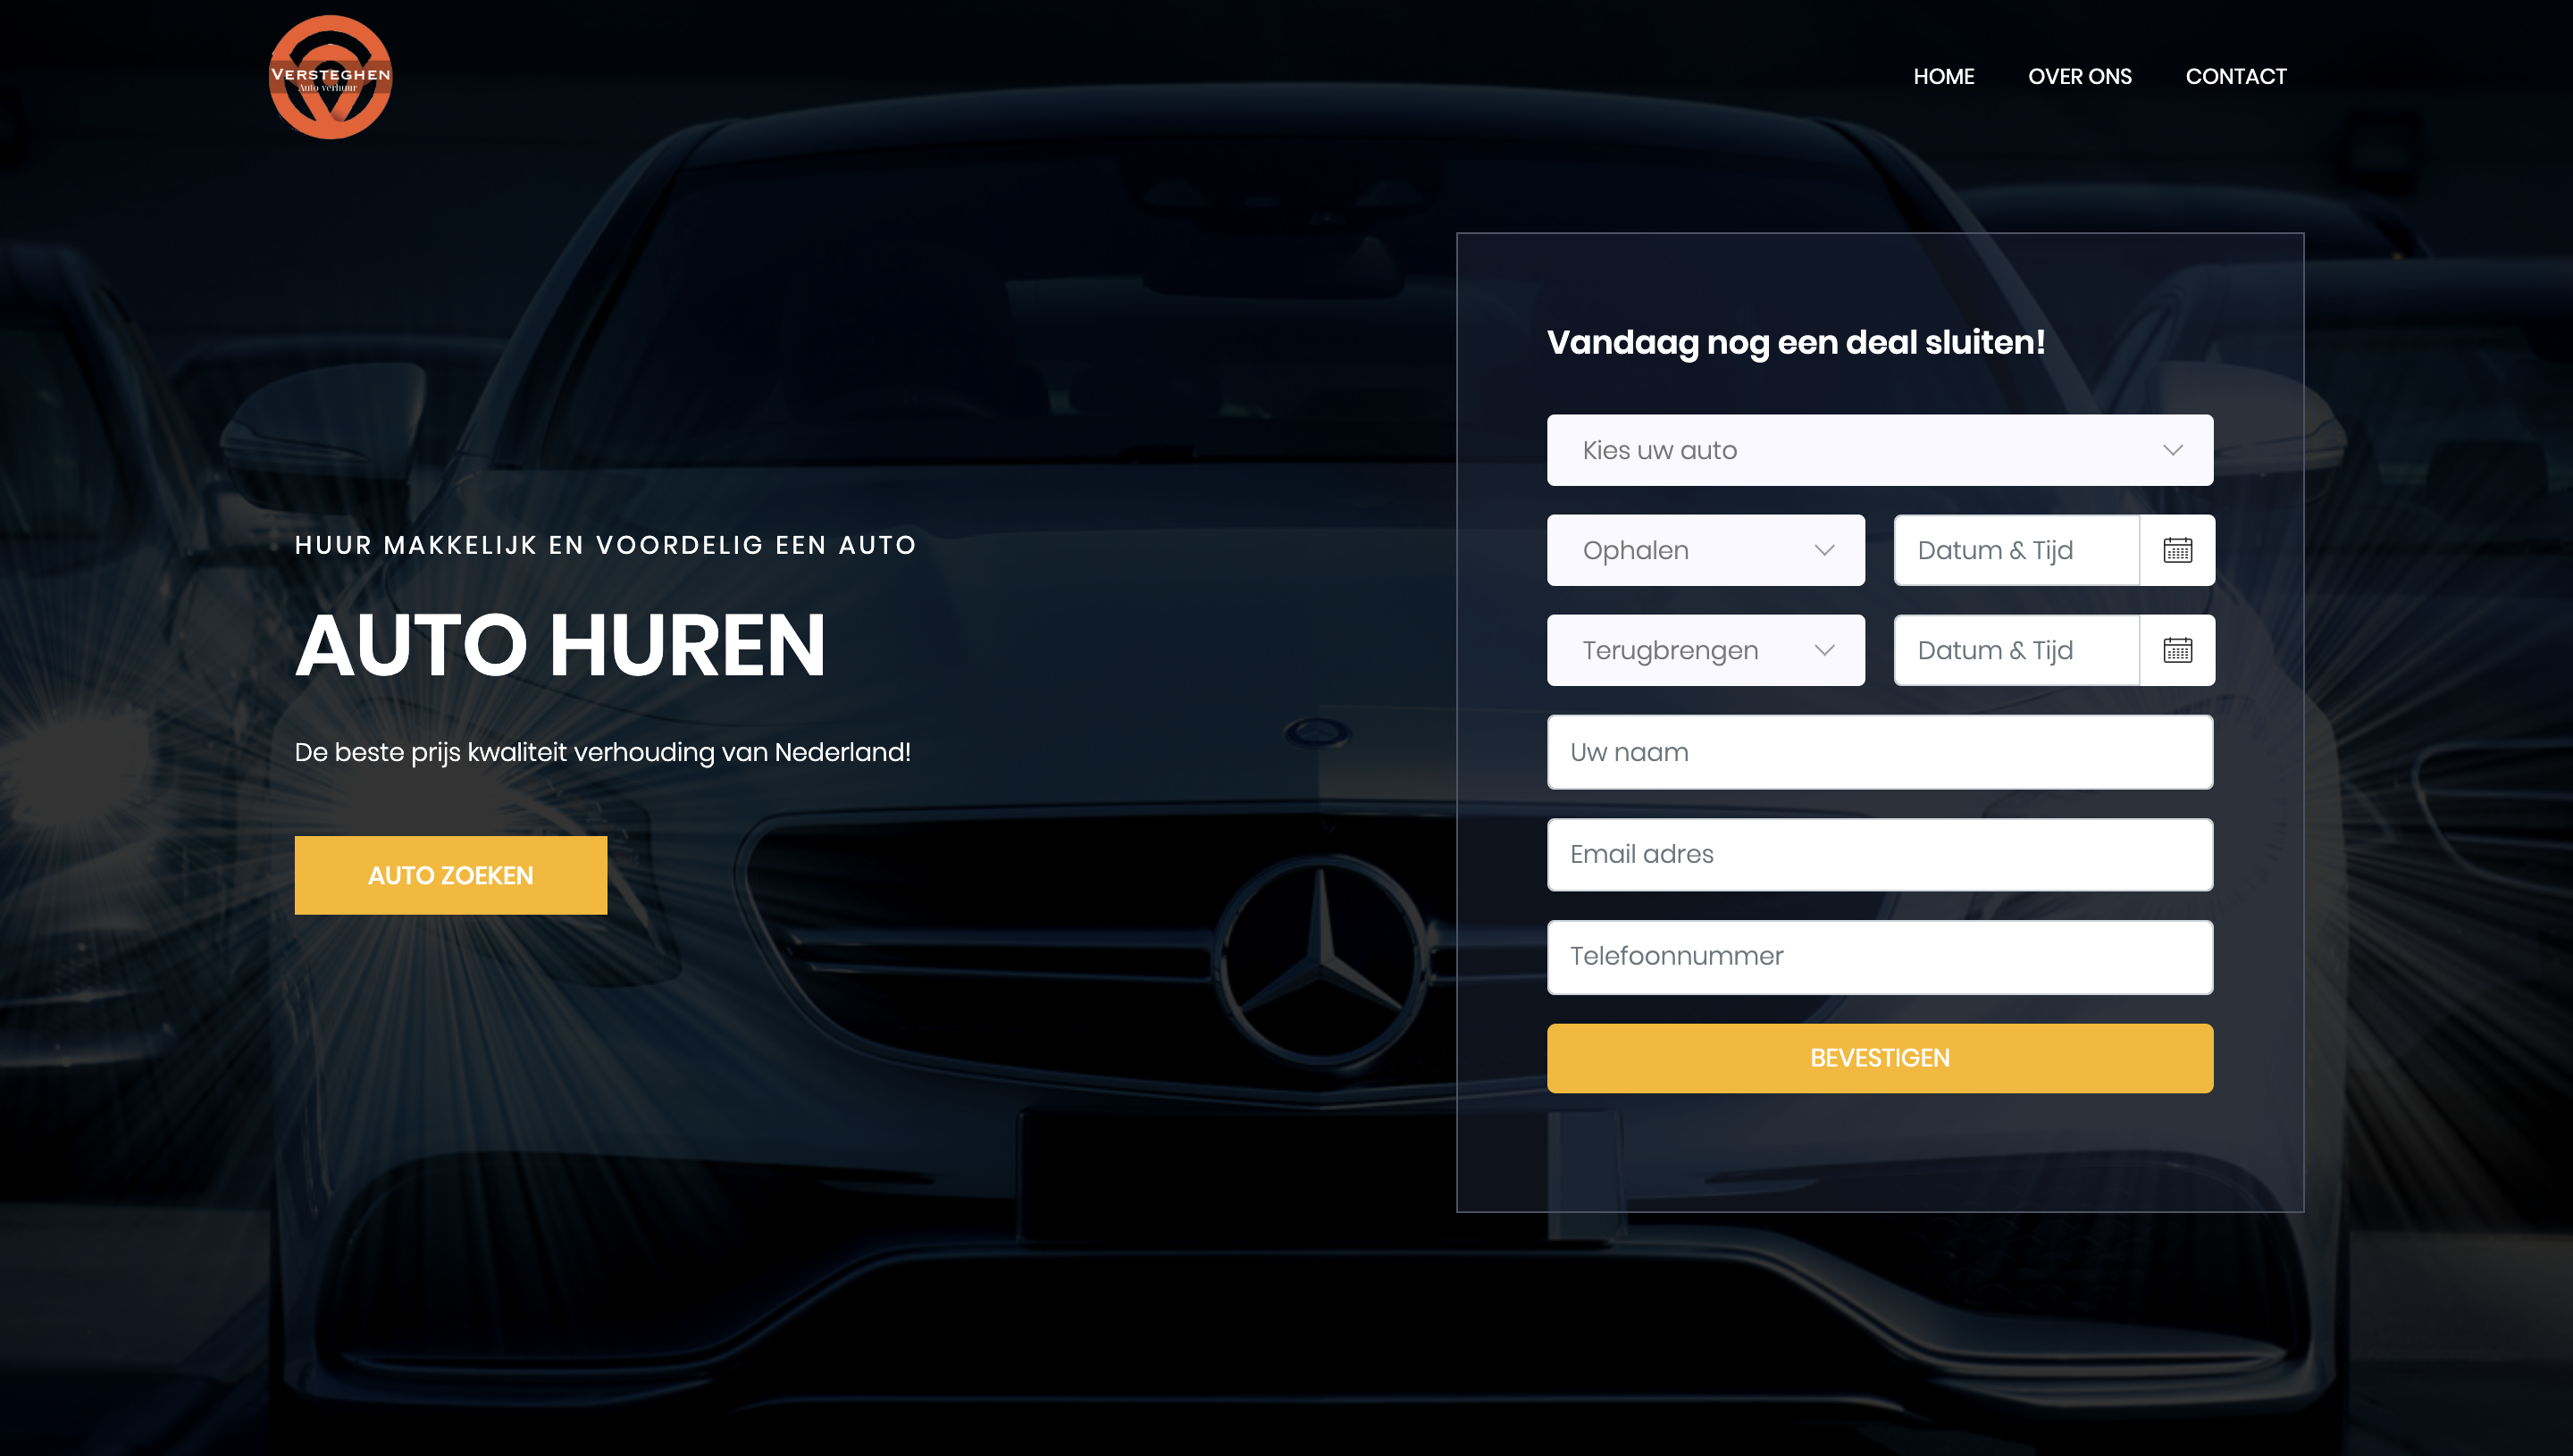 VERSTEGHEN
Auto verhuur
HOME
OVER ONS
CONTACT
HUUR MAKKELIJK EN VOORDELIG EEN AUTO
AUTO HUREN
De beste prijs kwaliteit verhouding van Nederland!
AUTO ZOEKEN
Vandaag nog een deal sluiten!
Kies uw auto
Ophalen
Datum & Tijd
Terugbrengen
Datum & Tijd
Uw naam
Email adres
Telefoonnummer
BEVESTIGEN